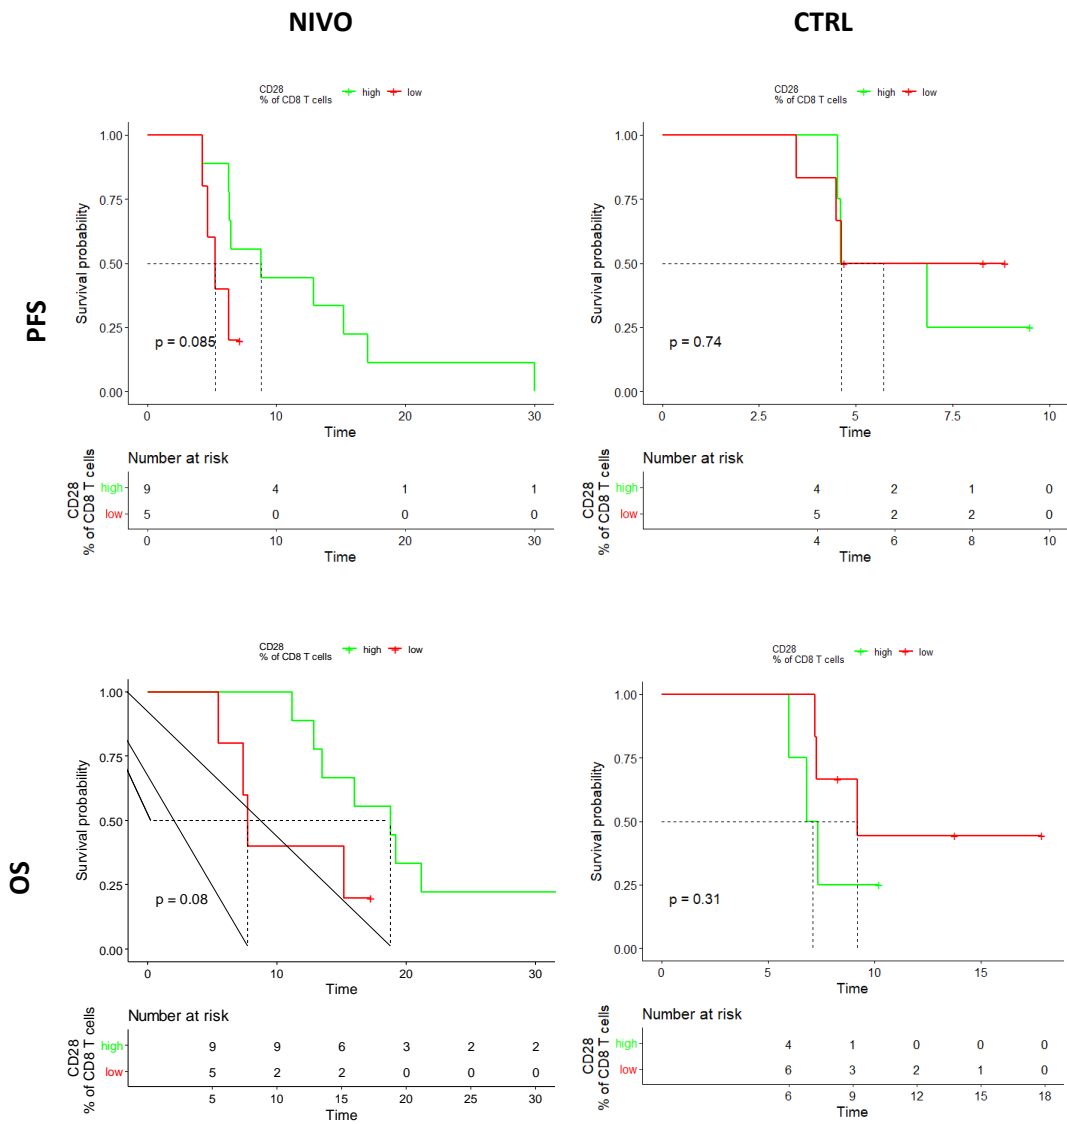 NIVO
CTRL
PFS
CD28
% of CD8 T cells high low
Survival probability
1.00
0.75
0.50
0.25
0.00
p = 0.085
0 10 20 30
Time
Number at risk
CD28
% of CD8 T cells
high 9 4 1 1
low 5 0 0 0
0 10 20 30
Time
CD28
% of CD8 T cells high low
Survival probability
1.00
0.75
0.50
0.25
0.00
p = 0.74
0 2.5 5 7.5 10
Time
Number at risk
CD28
% of CD8 T cells
high 4 2 1 0
low 5 2 2 0
4 6 8 10
Time
OS
CD28
% of CD8 T cells high low
Survival probability
1.00
0.75
0.50
0.25
0.00
p = 0.08
0 10 20 30
Time
Number at risk
CD28
% of CD8 T cells
high 9 9 6 3 2 2
low 5 2 2 0 0 0
5 10 15 20 25 30
Time
CD28
% of CD8 T cells high low
Survival probability
1.00
0.75
0.50
0.25
0.00
p = 0.31
0 5 10 15
Time
Number at risk
CD28
% of CD8 T cells
high 4 1 0 0 0
low 6 3 2 1 0
6 9 12 15 18
Time